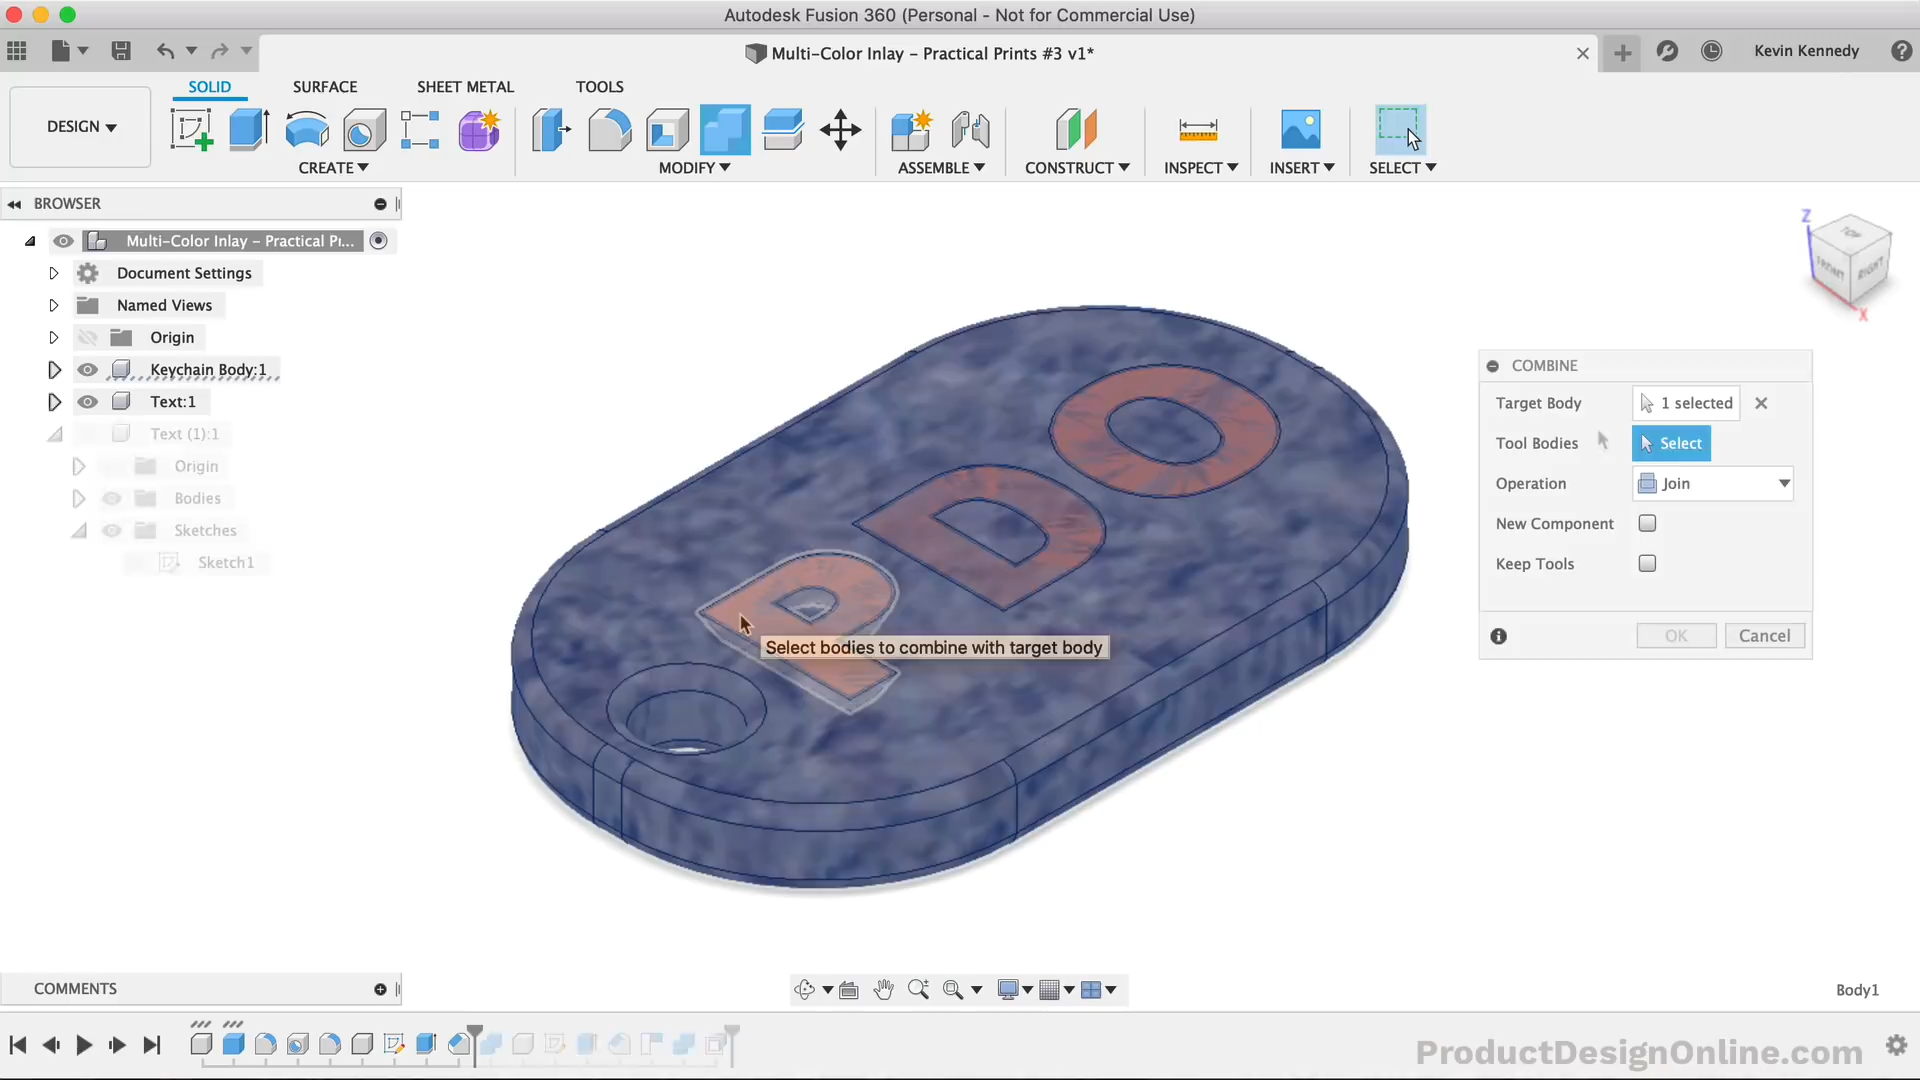 Autodesk Fusion 360 (Personal - Not for Commercial Use)
Multi-Color Inlay – Practical Prints #3 v1*
Kevin Kennedy
SOLID
SURFACE
SHEET METAL
TOOLS
DESIGN
CREATE
MODIFY
ASSEMBLE
CONSTRUCT
INSPECT
INSERT
SELECT
BROWSER
Multi-Color Inlay – Practical Pr...
Document Settings
Named Views
Origin
Keychain Body:1
Text:1
Text (1):1
Origin
Bodies
Sketches
Sketch1
Z
TOP
FRONT
RIGHT
X
PDO
Select bodies to combine with target body
COMBINE
Target Body
1 selected
Tool Bodies
Select
Operation
Join
New Component
Keep Tools
OK
Cancel
COMMENTS
Body1
ProductDesignOnline.com